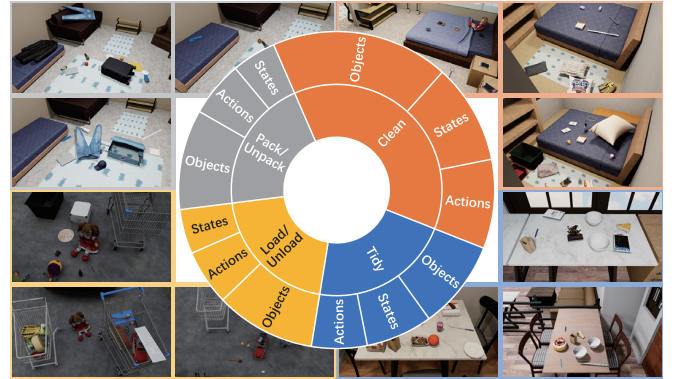 Objects
States
Actions
Clean
Objects
States
Actions
Tidy
Objects
Actions
States
Load/
Unload
Objects
Actions
States
Pack/
Unpack